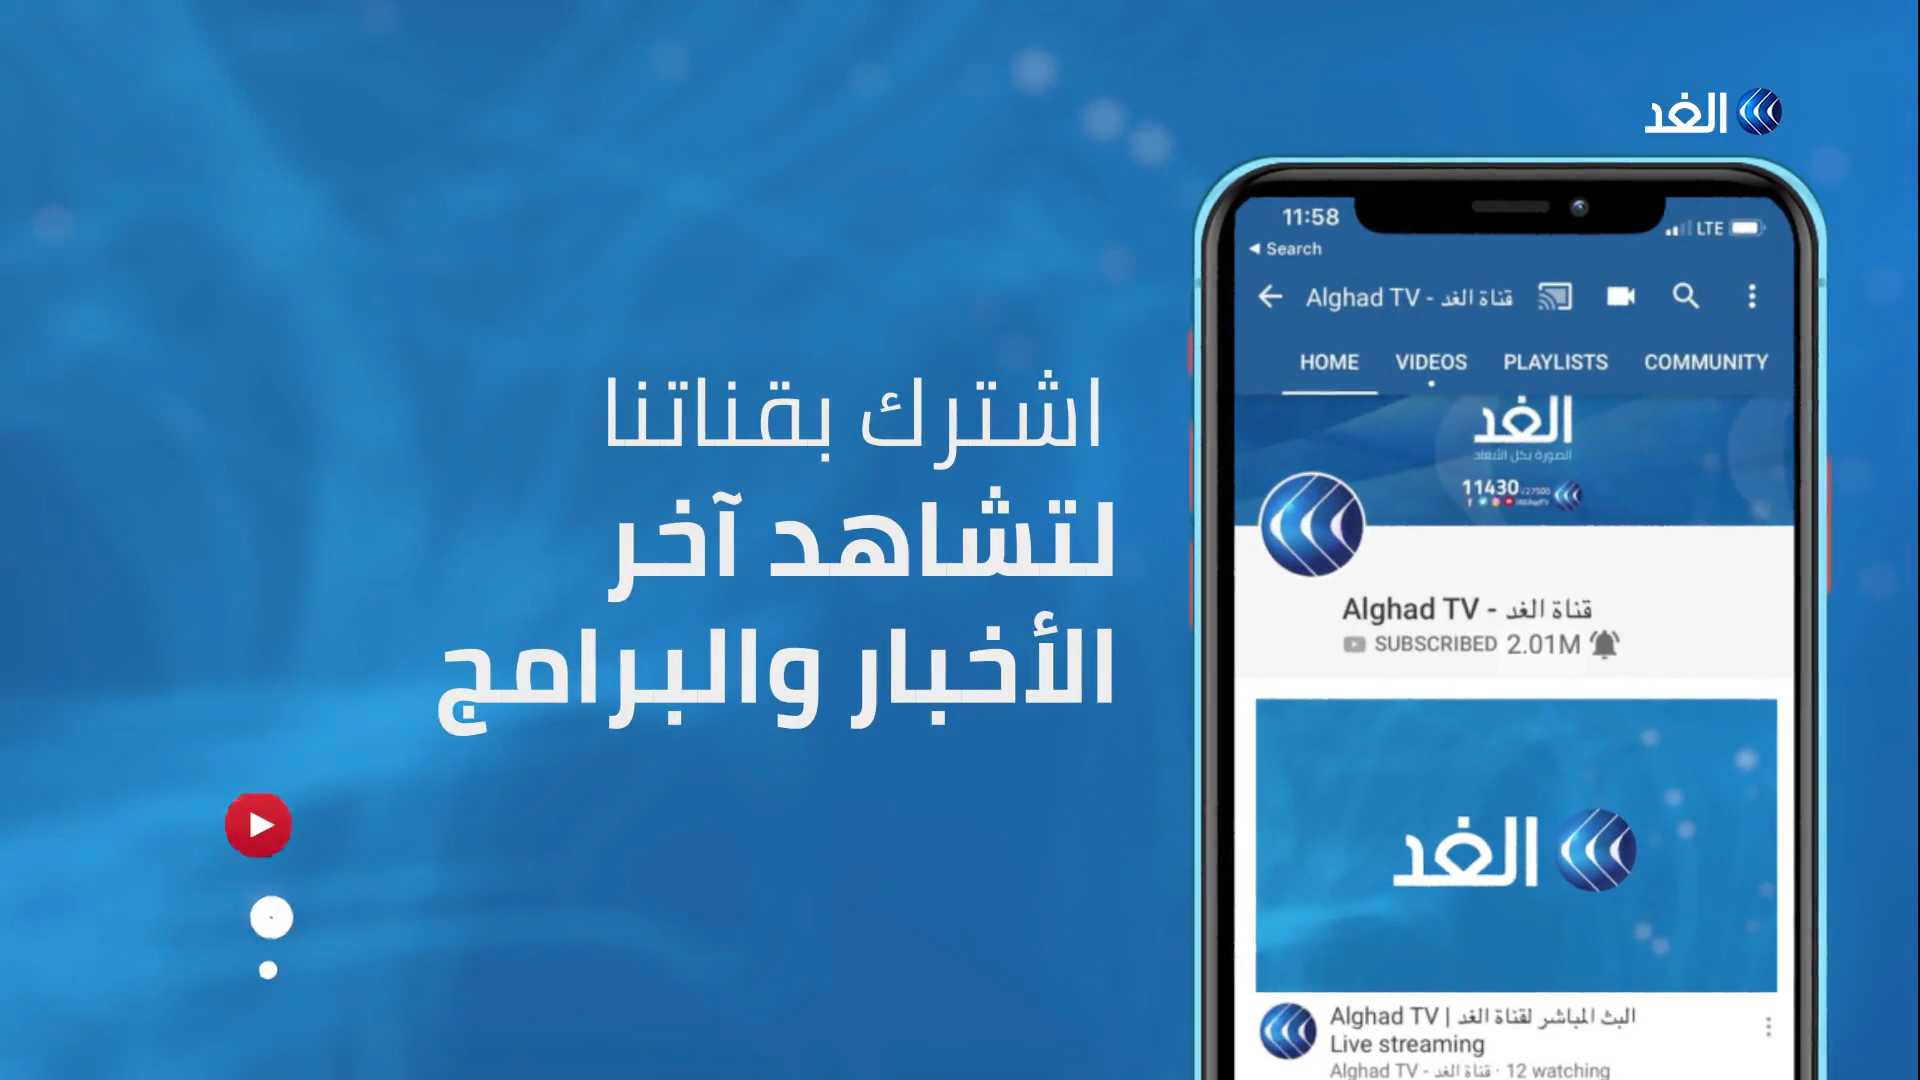 الغد
اشترك بقناتنا
لتشاهد آخر
الأخبار والبرامج
11:58
LTE
Search
Alghad TV - قناة الغد
HOME VIDEOS PLAYLISTS COMMUNITY
الغد
الصورة بكل الأبعاد
11430
Alghad TV - قناة الغد
SUBSCRIBED 2.01M
الغد
Alghad TV | البث المباشر لقناة الغد
Live streaming
Alghad TV - قناة الغد · 12 watching